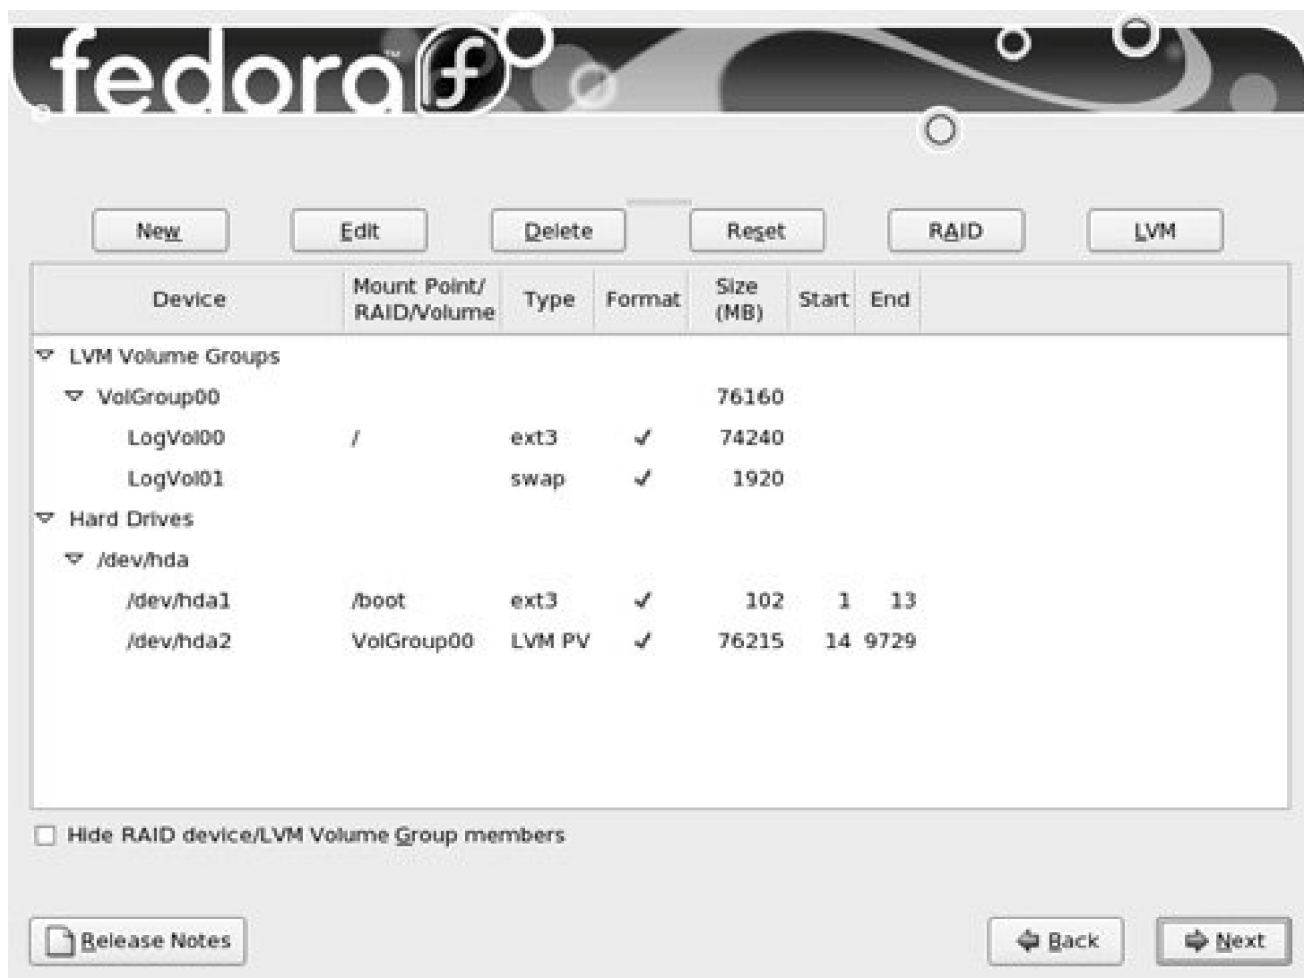 fedora™
New Edit Delete Reset RAID LVM
Device Mount Point/ RAID/Volume Type Format Size (MB) Start End
LVM Volume Groups
VolGroup00 76160
LogVol00 / ext3 ✓ 74240
LogVol01 swap ✓ 1920
Hard Drives
/dev/hda
/dev/hda1 /boot ext3 ✓ 102 1 13
/dev/hda2 VolGroup00 LVM PV ✓ 76215 14 9729
Hide RAID device/LVM Volume Group members
Release Notes Back Next